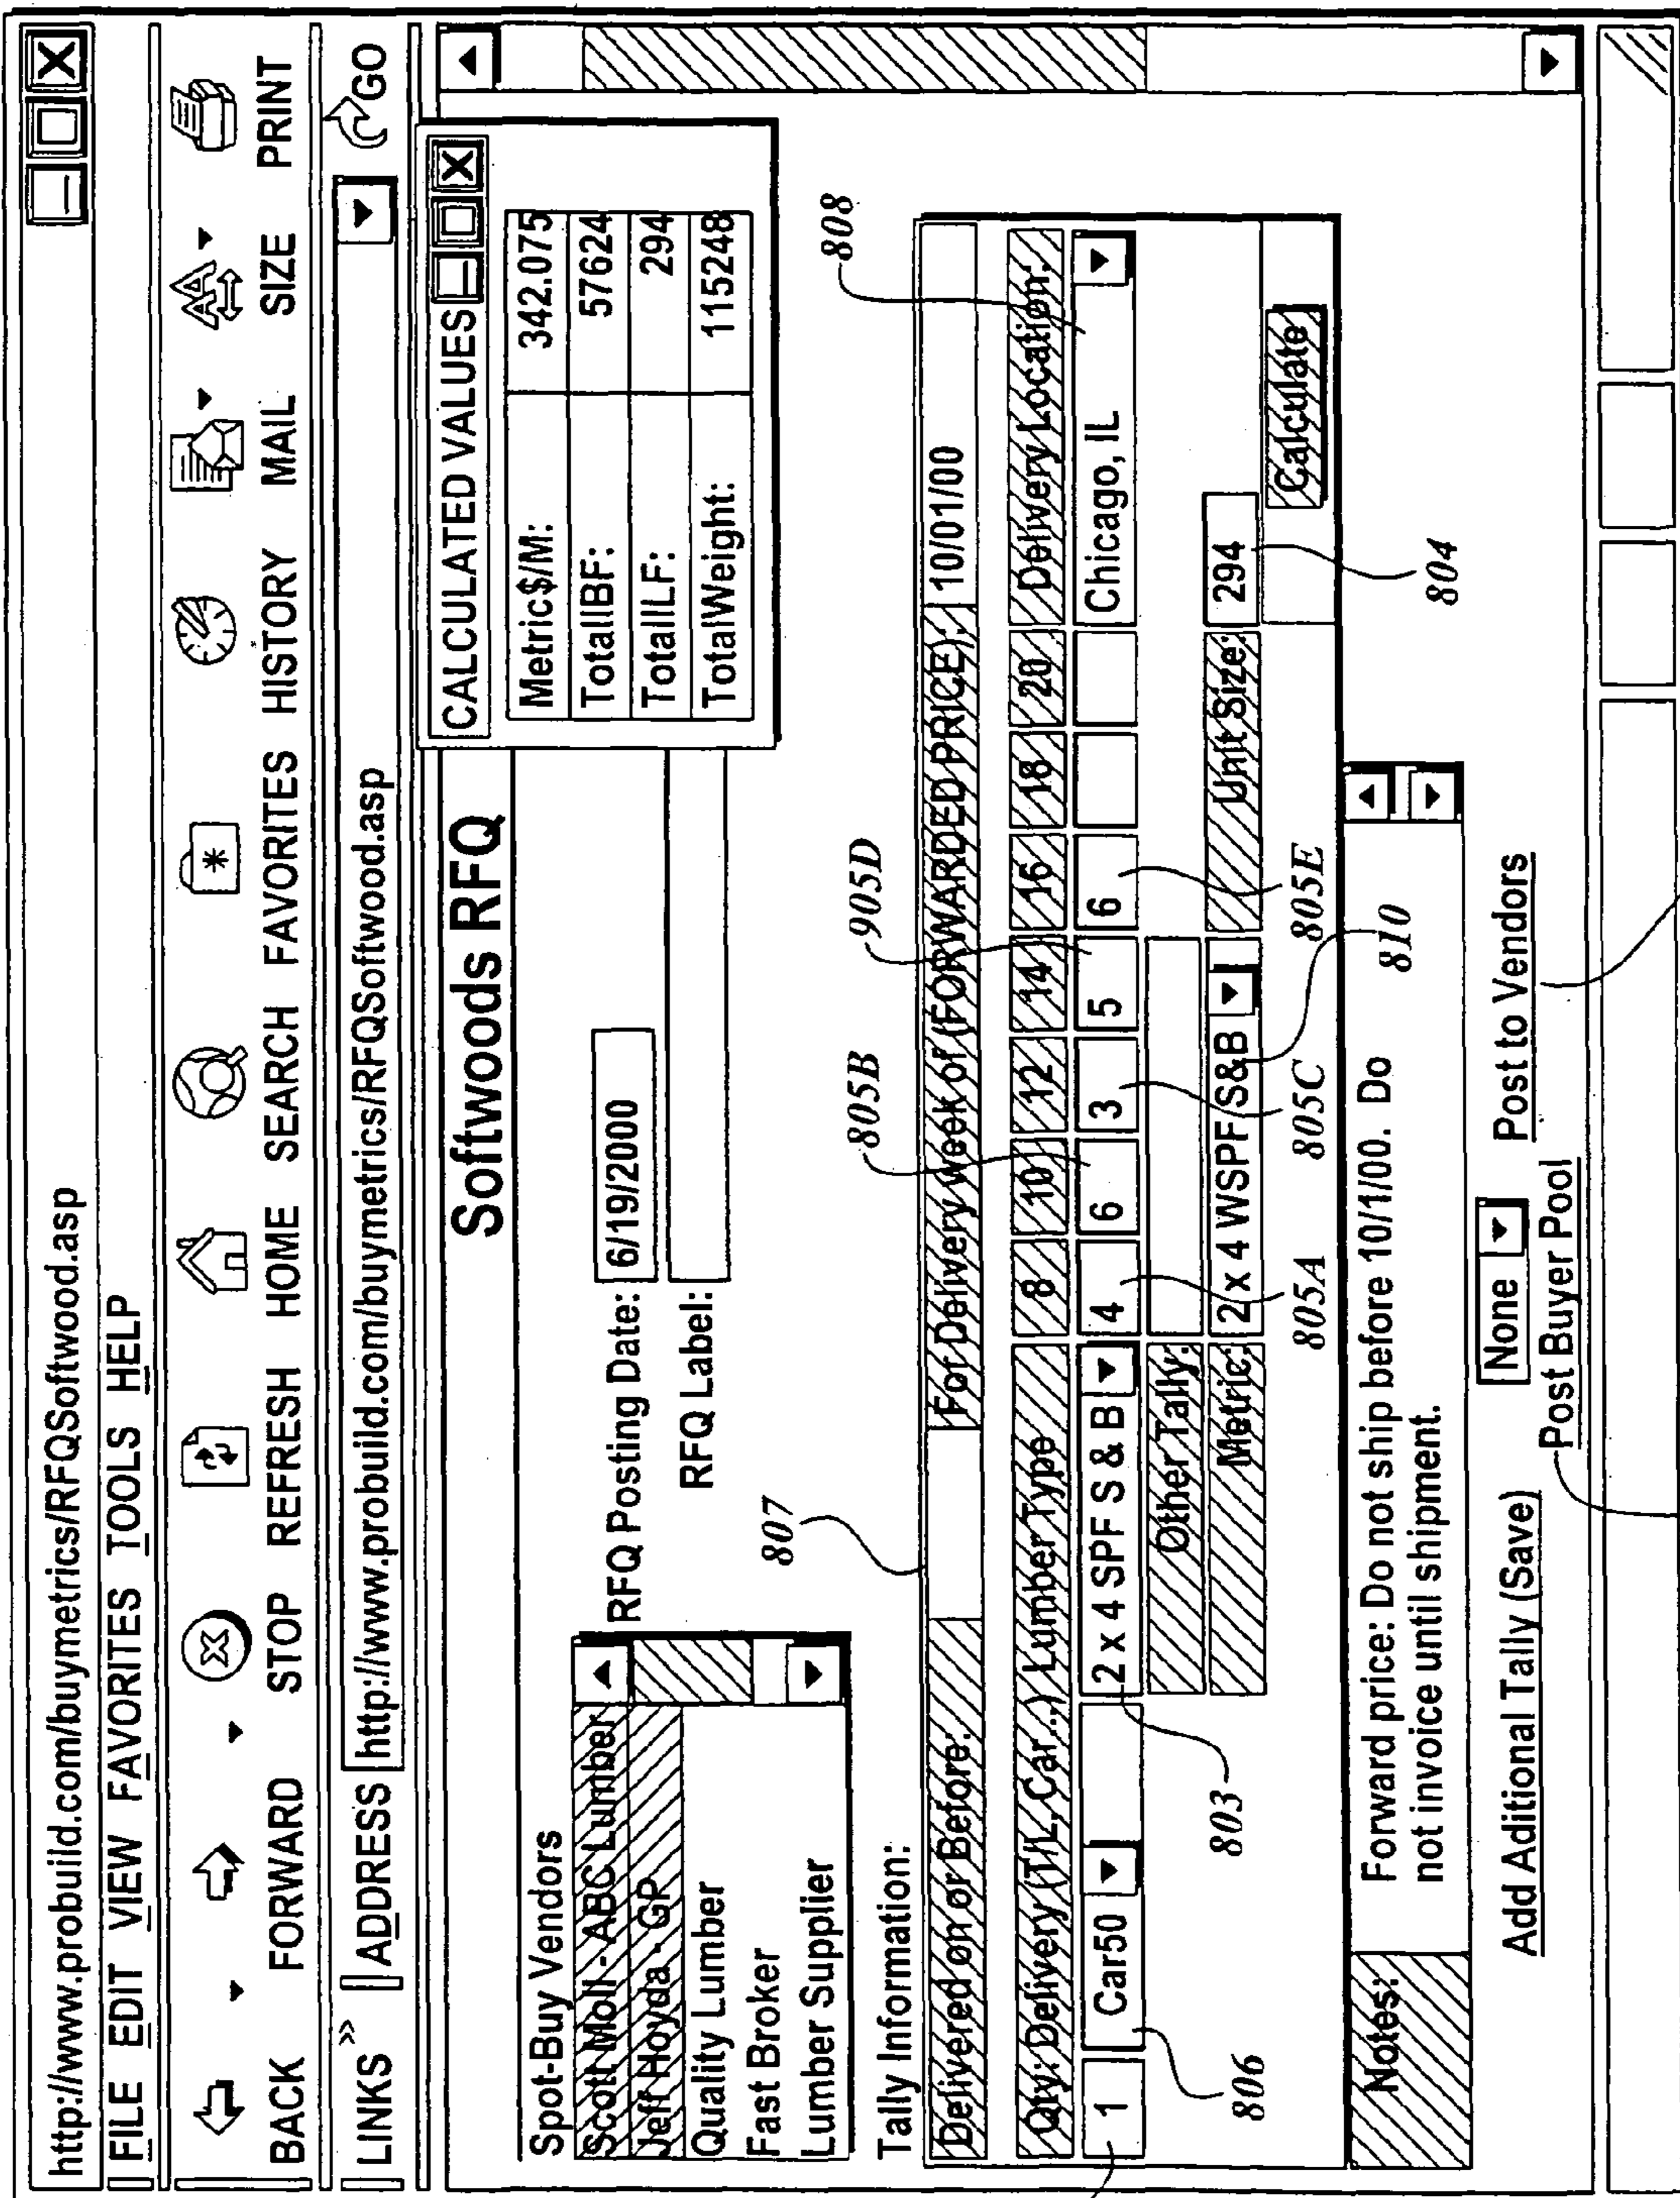 http://www.probuild.com/buymetrics/RFQSoftwood.asp
FILE EDIT VIEW FAVORITES TOOLS HELP
BACK FORWARD STOP REFRESH HOME SEARCH FAVORITES HISTORY MAIL SIZE PRINT
LINKS >> ADDRESS http://www.probuild.com/buymetrics/RFQSoftwood.asp GO
Softwoods RFQ
CALCULATED VALUES
Metric$/M: 342.075
TotallBF: 57624
TotallLF: 294
TotalWeight: 115248
Spot-Buy Vendors
Scott Moll - ABC Lumber
Jeff Hoyda - GP
Quality Lumber
Fast Broker
Lumber Supplier
RFQ Posting Date: 6/19/2000
RFQ Label:
Tally Information:
807
805B
905D
808
Delivered on or Before: For Delivery week of (FORWARDED PRICE): 10/01/00
Qty: Delivery (T/L, Car...) Lumber Type 8 10 12 14 16 18 20 Delivery Location:
1 Car50 2 x 4 SPF S & B 4 6 3 5 6 Chicago, IL
Other Tally:
Metric: 2 x 4 WSPF S&B Unit Size: 294
Calculate
806
803
805A
805C
810
805E
804
Notes: Forward price: Do not ship before 10/1/00. Do
not invoice until shipment.
Add Aditional Tally (Save)
None
Post Buyer Pool
Post to Vendors